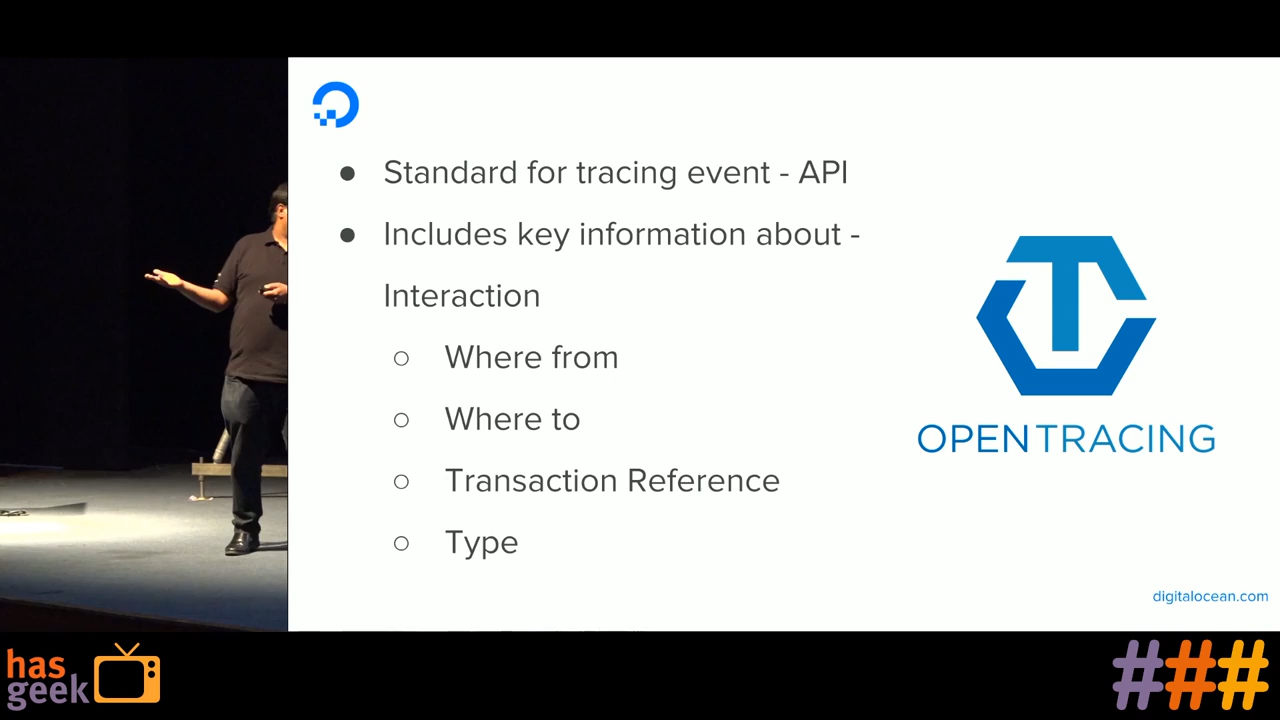 ● Standard for tracing event - API
● Includes key information about -
Interaction
○ Where from
○ Where to
○ Transaction Reference
○ Type
OPENTRACING
digitalocean.com
has
geek
###